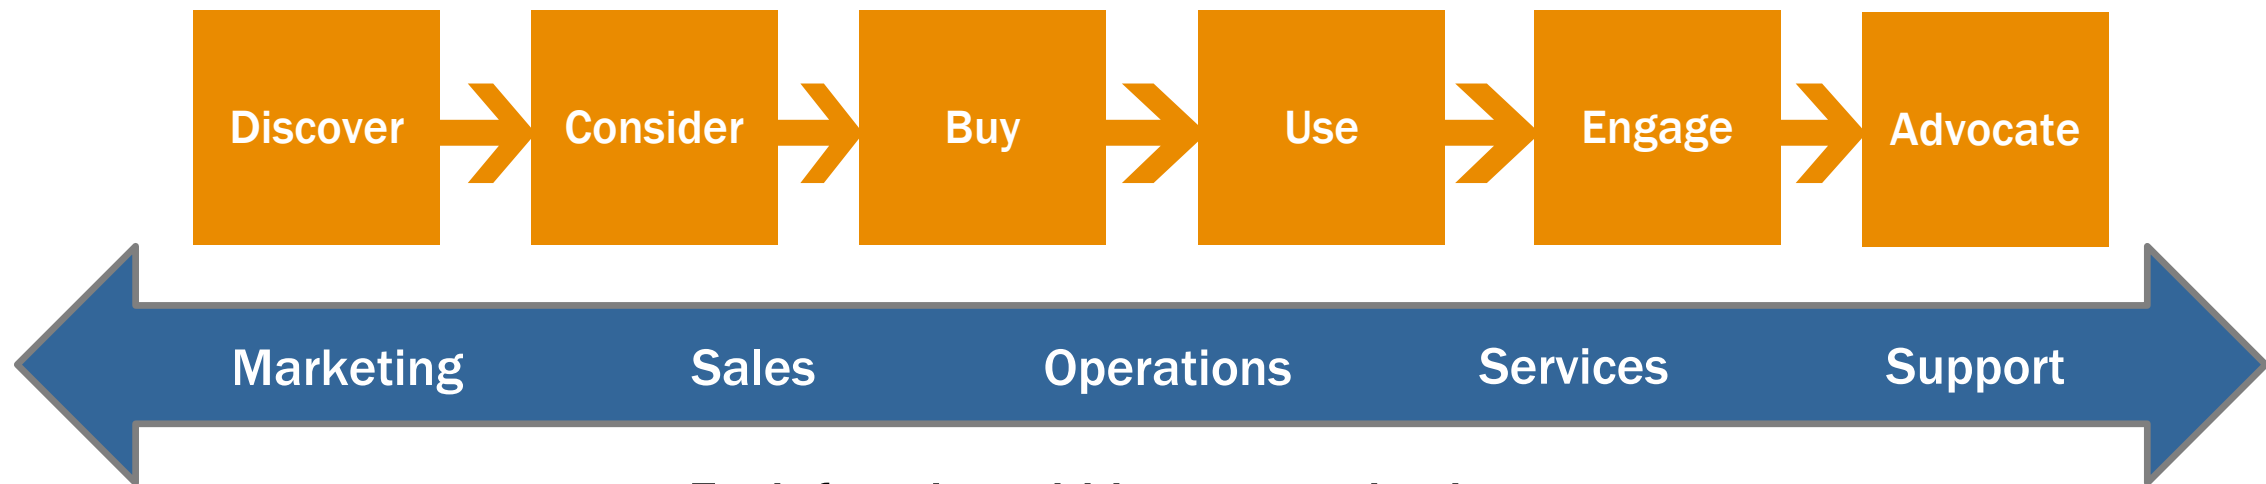 Discover Consider Buy Use Engage Advocate
Marketing Sales Operations Services Support